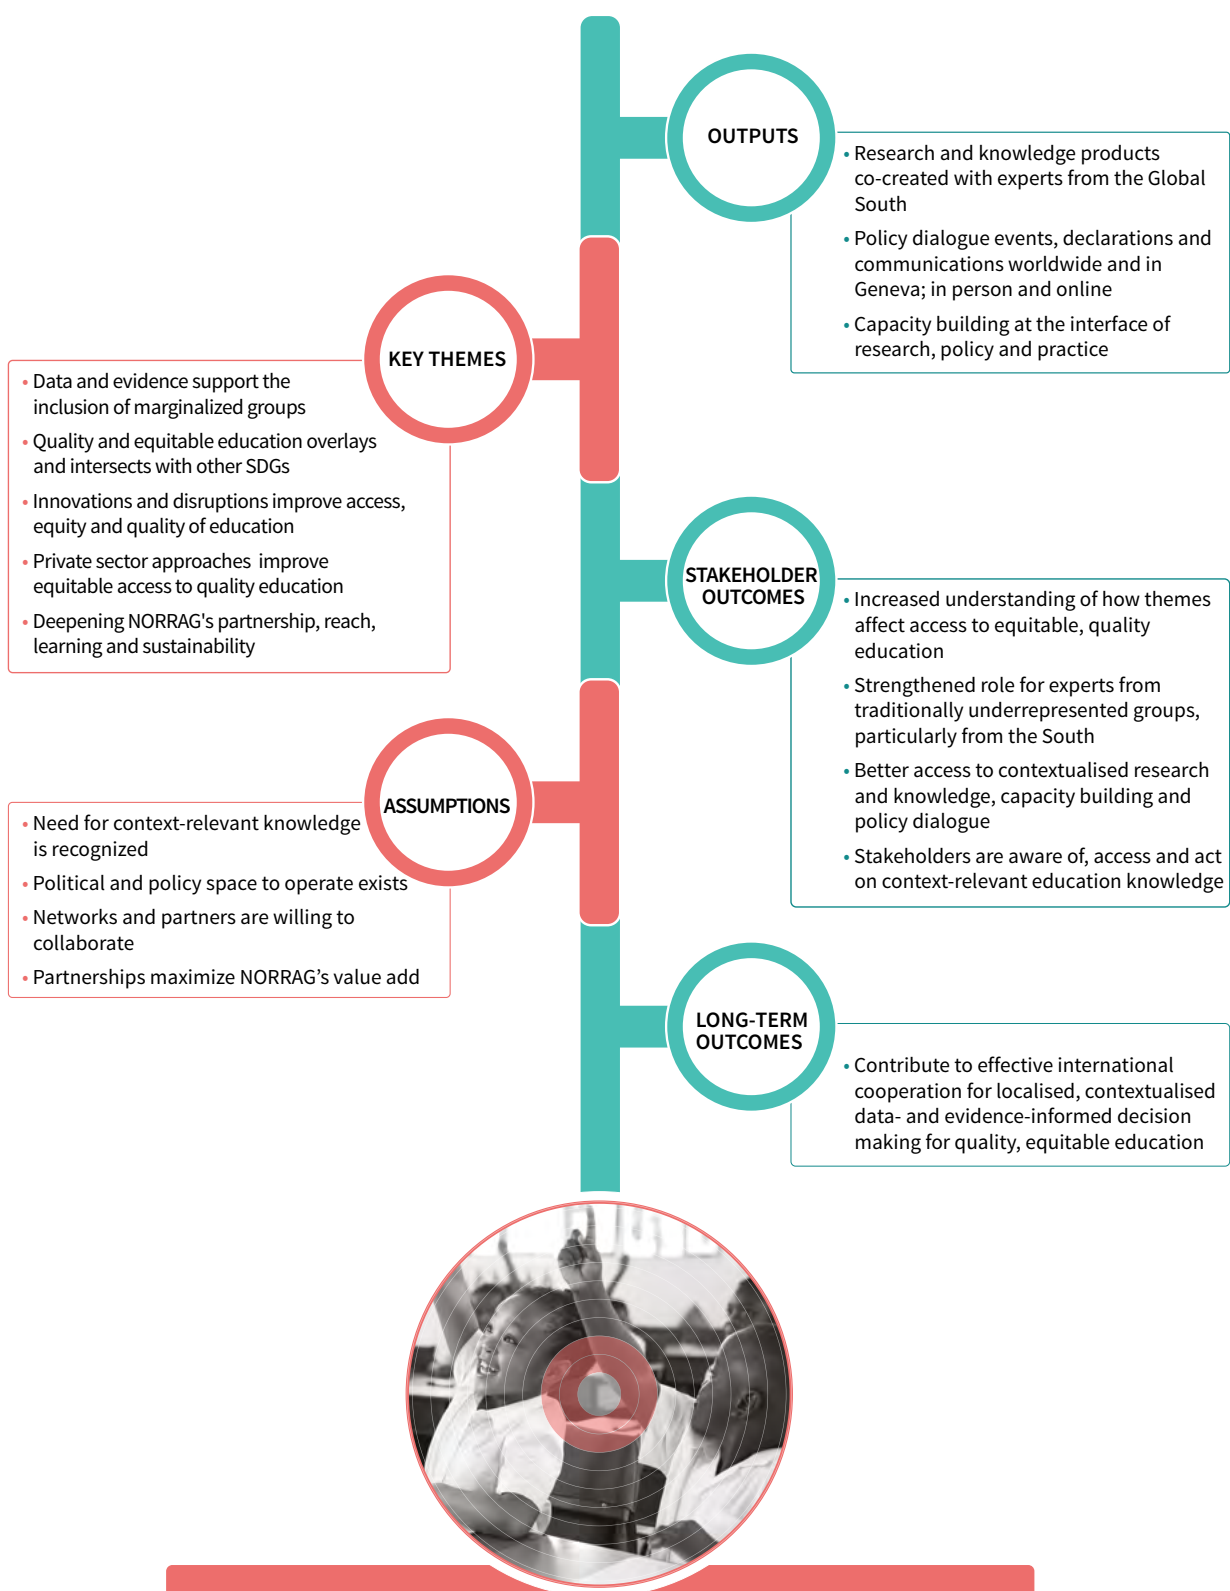 OUTPUTS
• Research and knowledge products
co-created with experts from the Global
South
• Policy dialogue events, declarations and
communications worldwide and in
Geneva; in person and online
• Capacity building at the interface of
research, policy and practice
KEY THEMES
• Data and evidence support the
inclusion of marginalized groups
• Quality and equitable education overlays
and intersects with other SDGs
• Innovations and disruptions improve access,
equity and quality of education
• Private sector approaches improve
equitable access to quality education
• Deepening NORRAG's partnership, reach,
learning and sustainability
STAKEHOLDER
OUTCOMES
• Increased understanding of how themes
affect access to equitable, quality
education
• Strengthened role for experts from
traditionally underrepresented groups,
particularly from the South
• Better access to contextualised research
and knowledge, capacity building and
policy dialogue
• Stakeholders are aware of, access and act
on context-relevant education knowledge
ASSUMPTIONS
• Need for context-relevant knowledge
is recognized
• Political and policy space to operate exists
• Networks and partners are willing to
collaborate
• Partnerships maximize NORRAG’s value add
LONG-TERM
OUTCOMES
• Contribute to effective international
cooperation for localised, contextualised
data- and evidence-informed decision
making for quality, equitable education